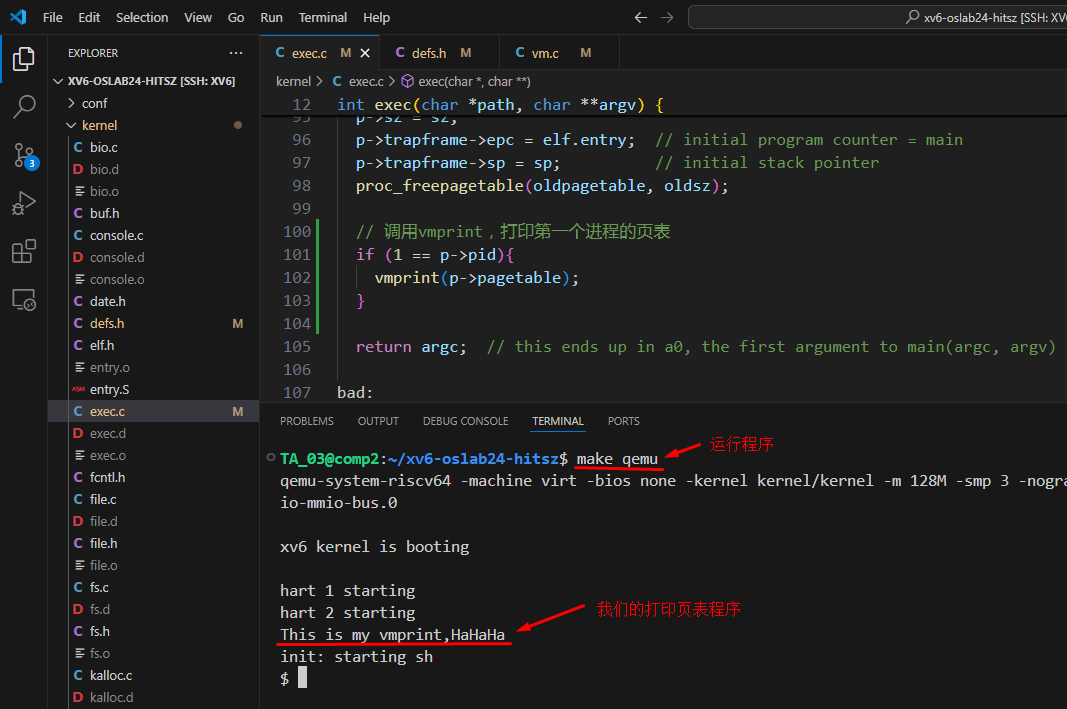 File Edit Selection View Go Run Terminal Help
xv6-oslab24-hitsz [SSH: XV6
EXPLORER
XV6-OSLAB24-HITSZ [SSH: XV6]
conf
kernel
bio.c
bio.d
bio.o
buf.h
console.c
console.d
console.o
date.h
defs.h M
elf.h
entry.o
ASM entry.S
exec.c M
exec.d
exec.o
fcntl.h
file.c
file.d
file.h
file.o
fs.c
fs.d
fs.h
fs.o
kalloc.c
kalloc.d
3
exec.c M defs.h M vm.c M
kernel > exec.c > exec(char *, char **)
12 int exec(char *path, char **argv) {
95 p->sz = sz;
96 p->trapframe->epc = elf.entry; // initial program counter = main
97 p->trapframe->sp = sp; // initial stack pointer
98 proc_freepagetable(oldpagetable, oldsz);
99
100 // 调用vmprint，打印第一个进程的页表
101 if (1 == p->pid){
102 vmprint(p->pagetable);
103 }
104
105 return argc; // this ends up in a0, the first argument to main(argc, argv)
106
107 bad:
PROBLEMS OUTPUT DEBUG CONSOLE TERMINAL PORTS
TA_03@comp2:~/xv6-oslab24-hitsz$ make qemu
运行程序
qemu-system-riscv64 -machine virt -bios none -kernel kernel/kernel -m 128M -smp 3 -nogra
io-mmio-bus.0
xv6 kernel is booting
hart 1 starting
hart 2 starting
我们的打印页表程序
This is my vmprint,HaHaHa
init: starting sh
$